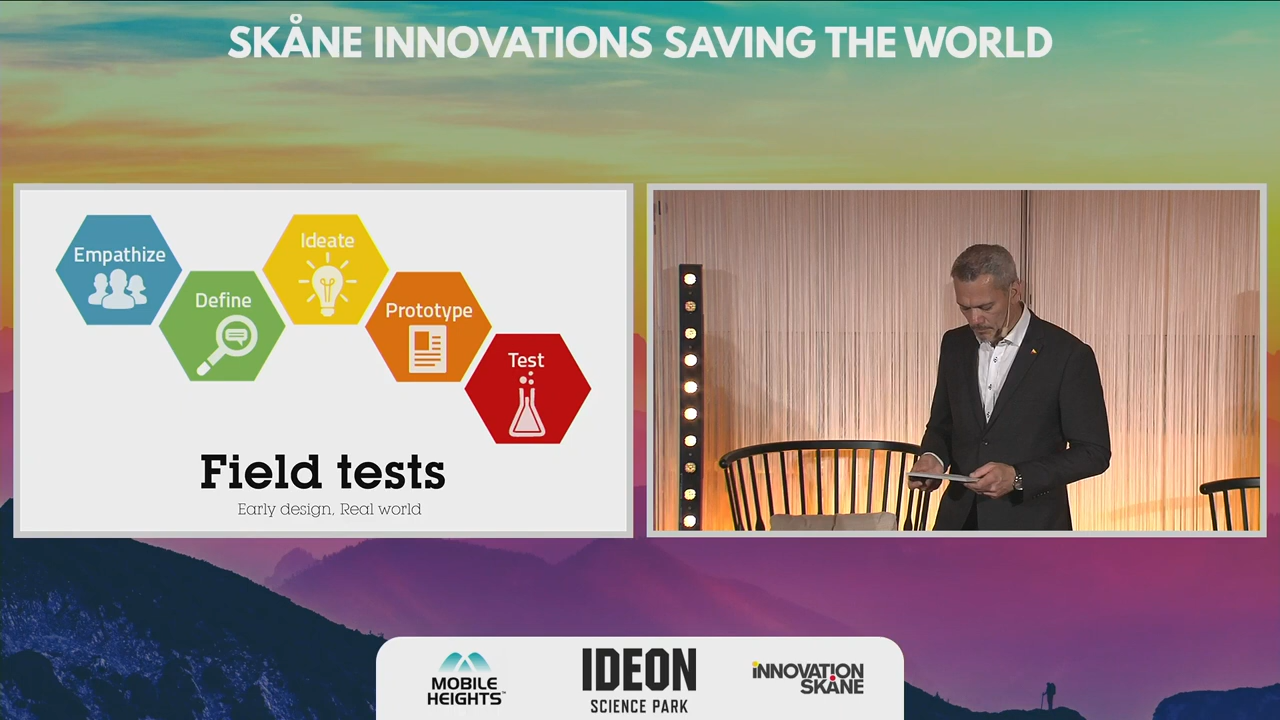 SKÅNE INNOVATIONS SAVING THE WORLD
Empathize
Define
Ideate
Prototype
Test
Field tests
Early design, Real world
MOBILE
HEIGHTS™
IDEON
SCIENCE PARK
INNOVATION
SKÅNE